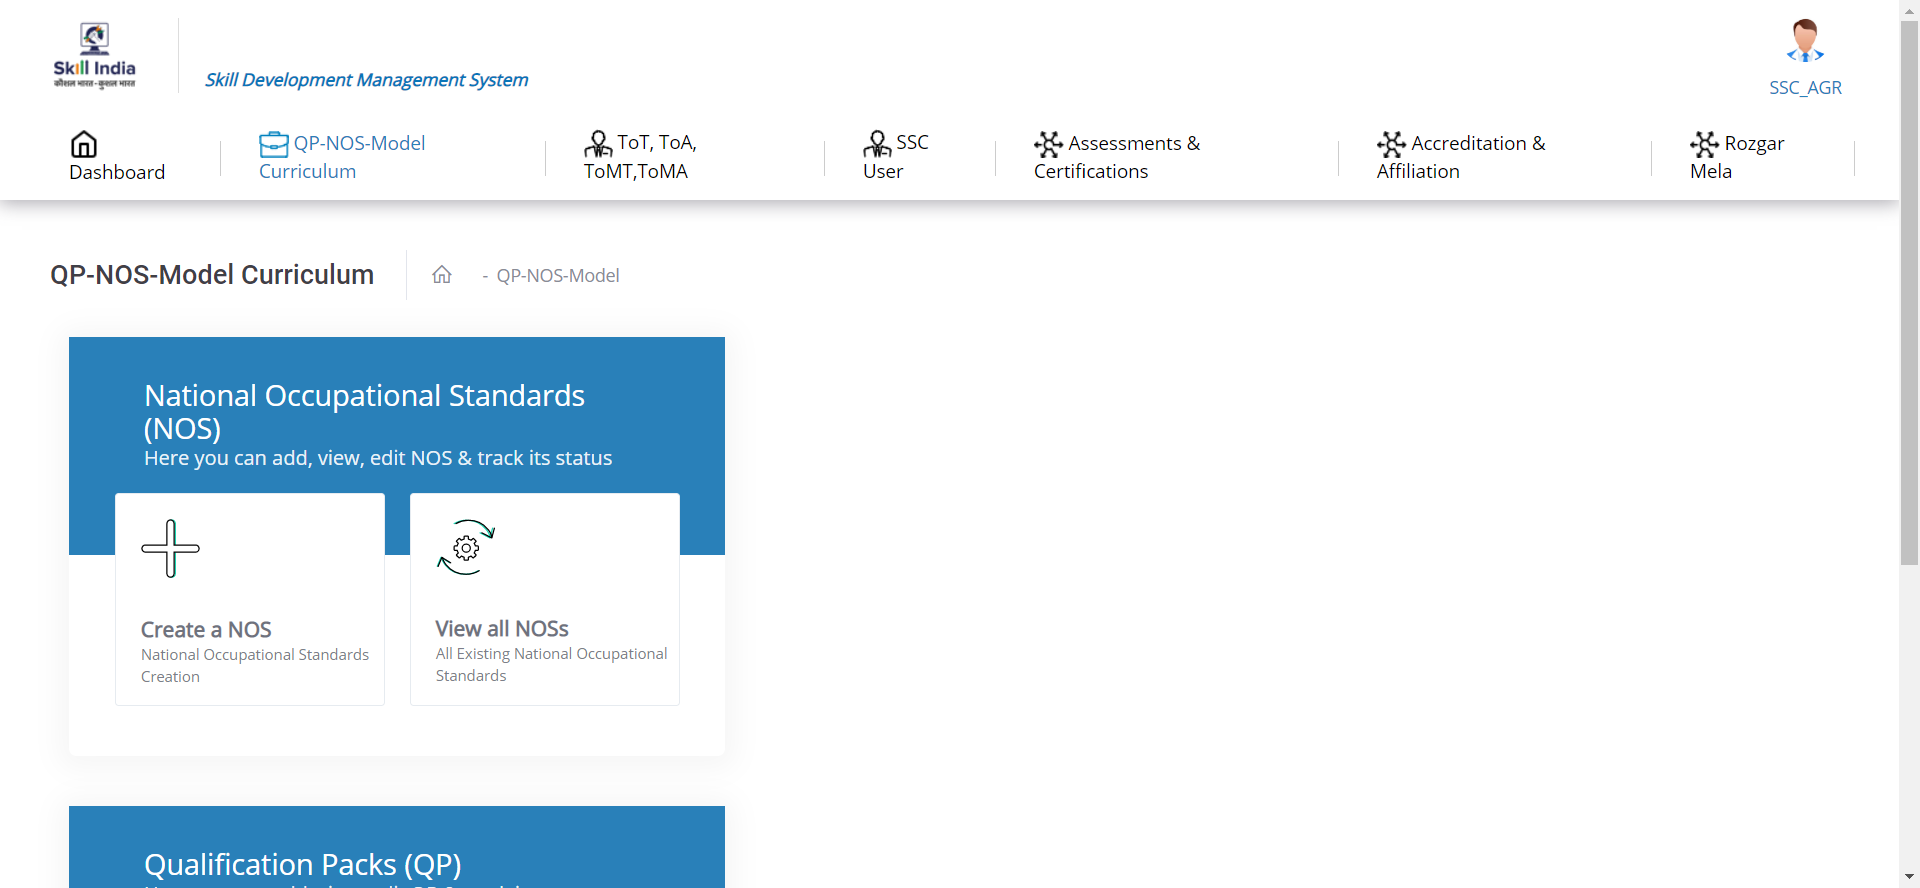 Skill India
कौशल भारत - कुशल भारत
Skill Development Management System
SSC_AGR
Dashboard
QP-NOS-Model
Curriculum
ToT, ToA,
ToMT,ToMA
SSC
User
Assessments &
Certifications
Accreditation &
Affiliation
Rozgar
Mela
QP-NOS-Model Curriculum
- QP-NOS-Model
National Occupational Standards
(NOS)
Here you can add, view, edit NOS & track its status
Create a NOS
National Occupational Standards
Creation
View all NOSs
All Existing National Occupational
Standards
Qualification Packs (QP)